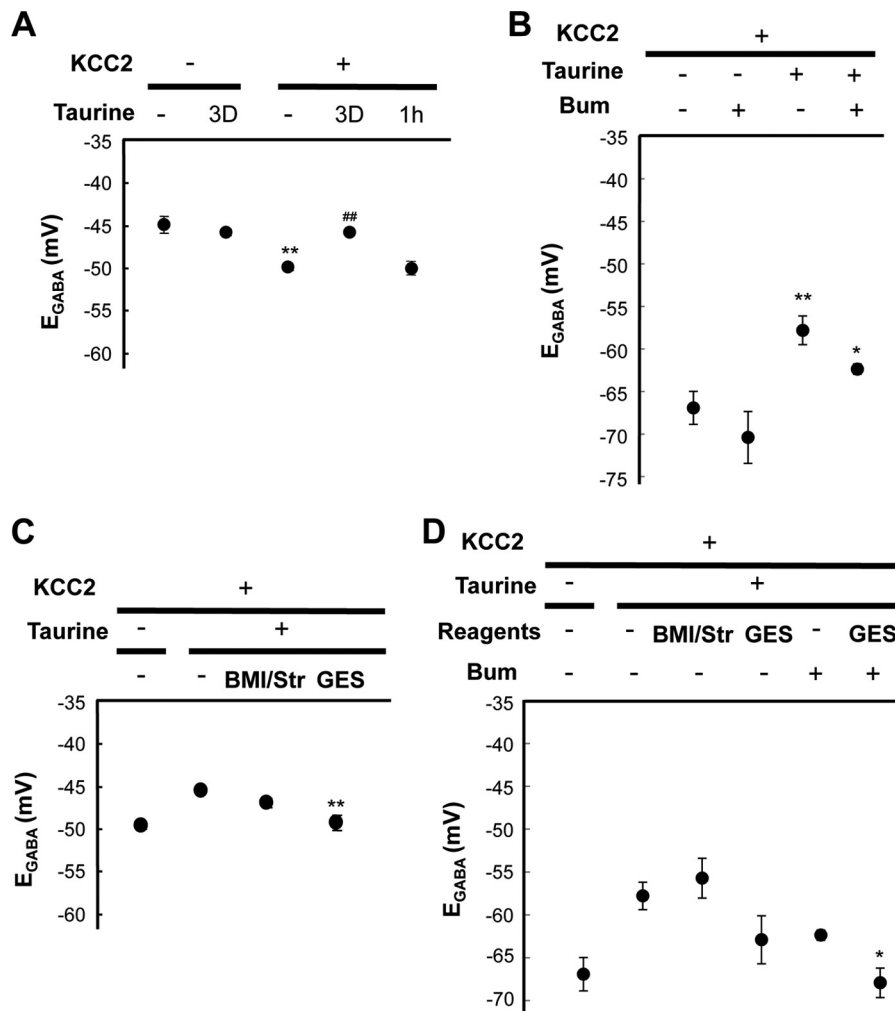 A
KCC2 - +
Taurine - 3D - 3D 1h
-35
-40
-45
-50
-55
-60
EGABA (mV)
** ##
B
KCC2 +
Taurine - - + +
Bum - + - +
-35
-40
-45
-50
-55
-60
-65
-70
-75
EGABA (mV)
** *
C
KCC2 +
Taurine - +
- - BMI/Str GES
-35
-40
-45
-50
-55
-60
EGABA (mV)
**
D
KCC2 +
Taurine - +
Reagents - - BMI/Str GES - GES
Bum - - - - + +
-35
-40
-45
-50
-55
-60
-65
-70
EGABA (mV)
*